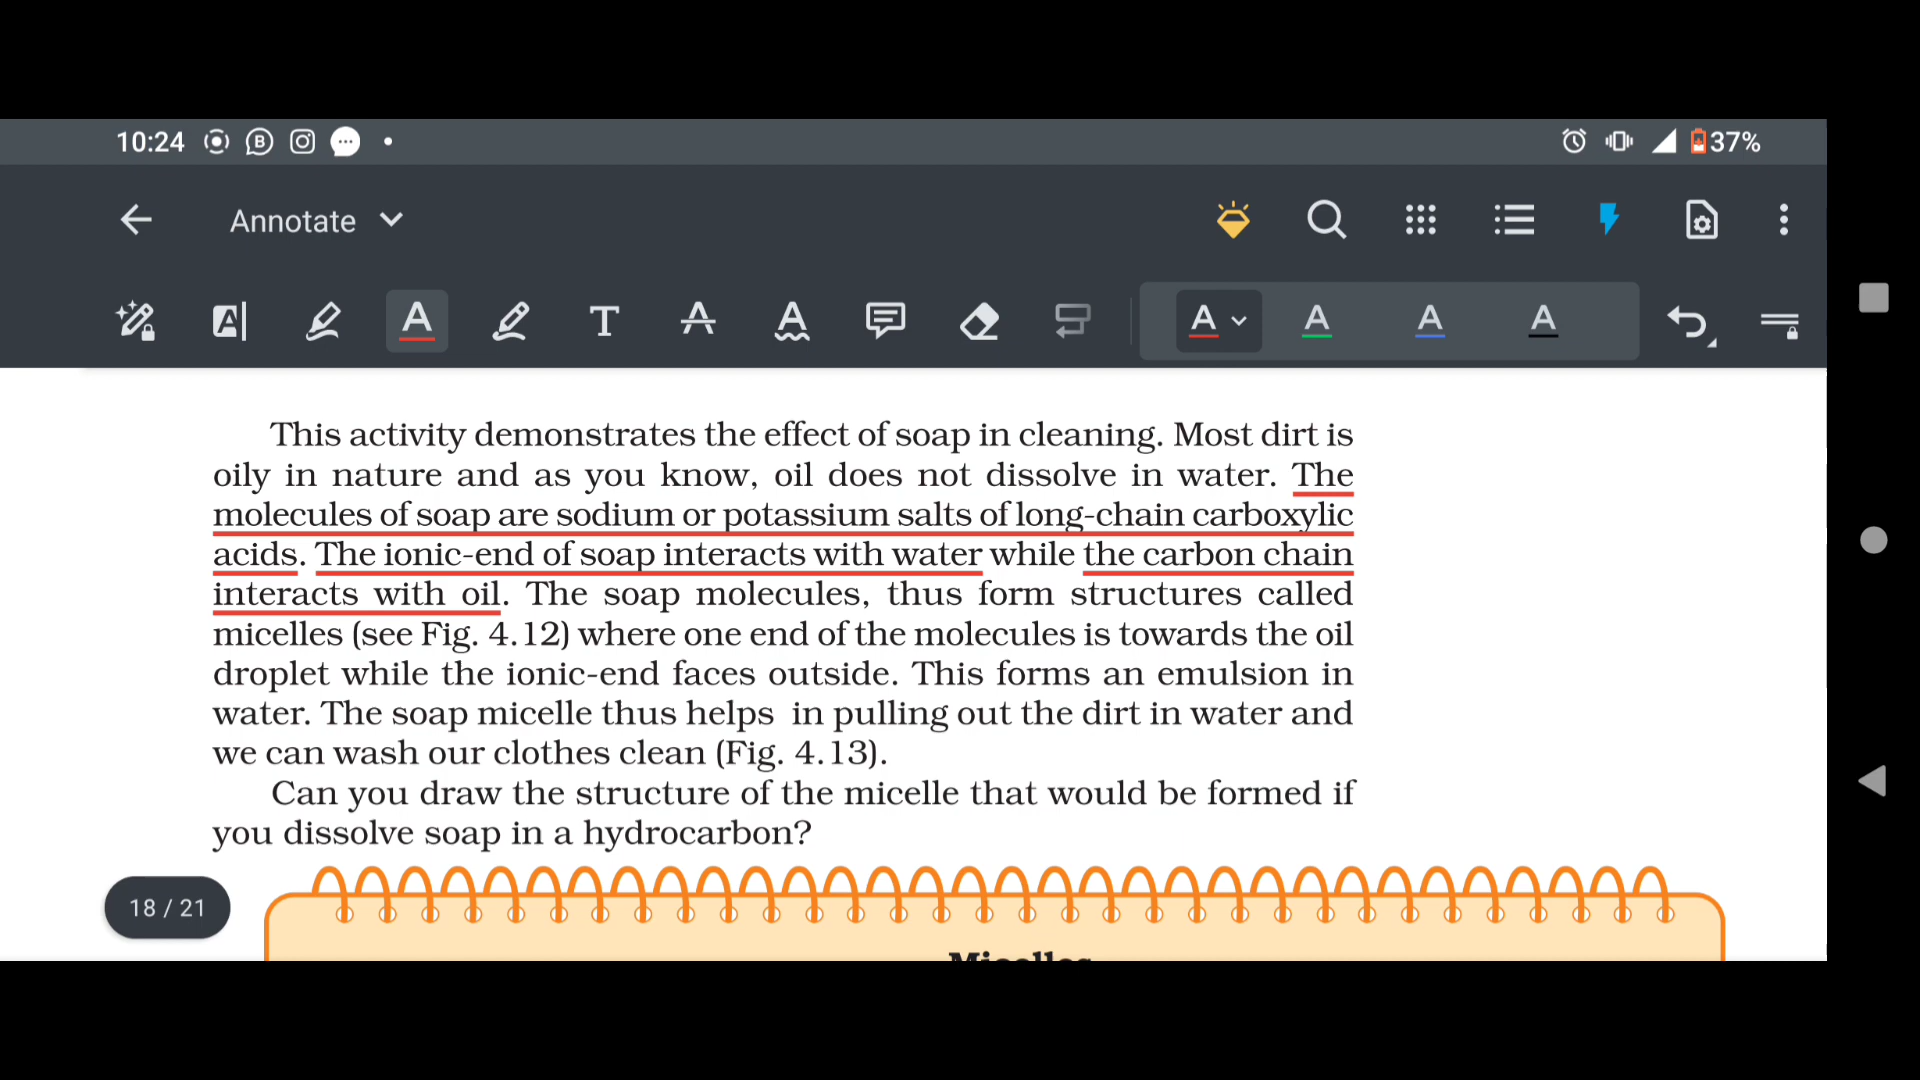 10:24
37%
Annotate
This activity demonstrates the effect of soap in cleaning. Most dirt is
oily in nature and as you know, oil does not dissolve in water. The
molecules of soap are sodium or potassium salts of long-chain carboxylic
acids. The ionic-end of soap interacts with water while the carbon chain
interacts with oil. The soap molecules, thus form structures called
micelles (see Fig. 4.12) where one end of the molecules is towards the oil
droplet while the ionic-end faces outside. This forms an emulsion in
water. The soap micelle thus helps in pulling out the dirt in water and
we can wash our clothes clean (Fig. 4.13).
Can you draw the structure of the micelle that would be formed if
you dissolve soap in a hydrocarbon?
18 / 21
Micelles